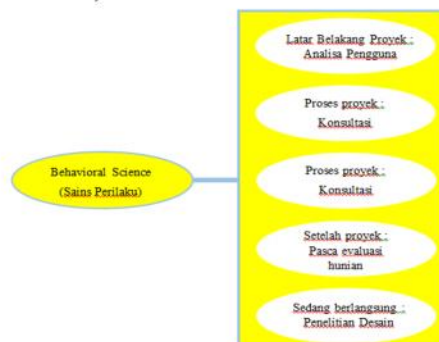 Latar Belakang Proyek :
Analisa Pengguna
Proses proyek :
Konsultasi
Behavioral Science
(Sains Perilaku)
Proses proyek :
Konsultasi
Setelah proyek :
Pasca evaluasi
hunian
Sedang berlangsung :
Penelitian Desain